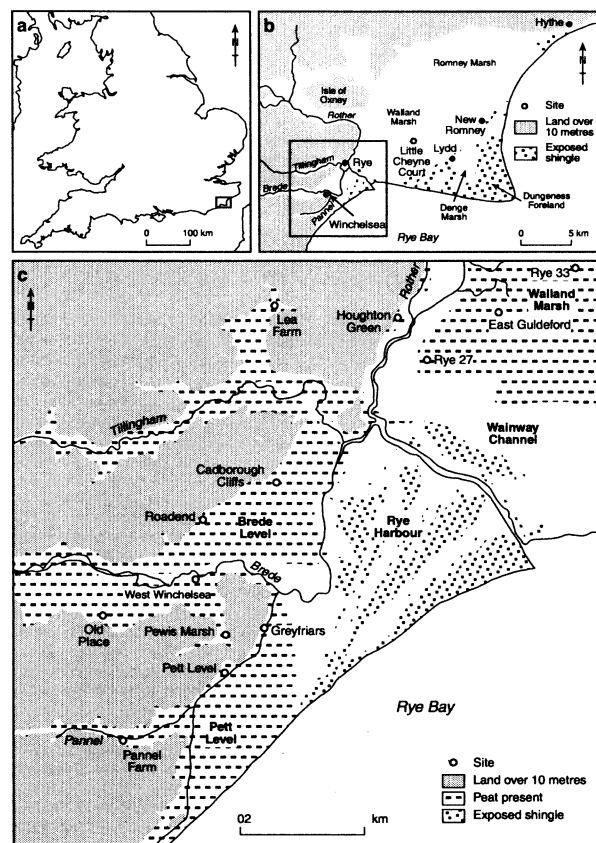 a
N
0 100 km
b
N
Hythe
Romney Marsh
Isle of
Oxney
Rother
Walland
Marsh
New
Romney
Site
Land over
10 metres
Exposed
shingle
Tillingham
Rye
Little
Cheyne
Court
Lydd
Brede
Pannel
Winchelsea
Denge
Marsh
Dungeness
Foreland
Rye Bay
0 5 km
c
N
Rother
Rye 33
Walland
Marsh
Lea
Farm
Houghton
Green
East Guldeford
Rye 27
Tillingham
Wainway
Channel
Cadborough
Cliffs
Roadend
Brede
Level
Rye
Harbour
Brede
West Winchelsea
Old
Place
Pewis Marsh
Greyfriars
Pett Level
Rye Bay
Pannel
Pannel
Farm
Pett
Level
Site
Land over 10 metres
Peat present
Exposed shingle
02 km